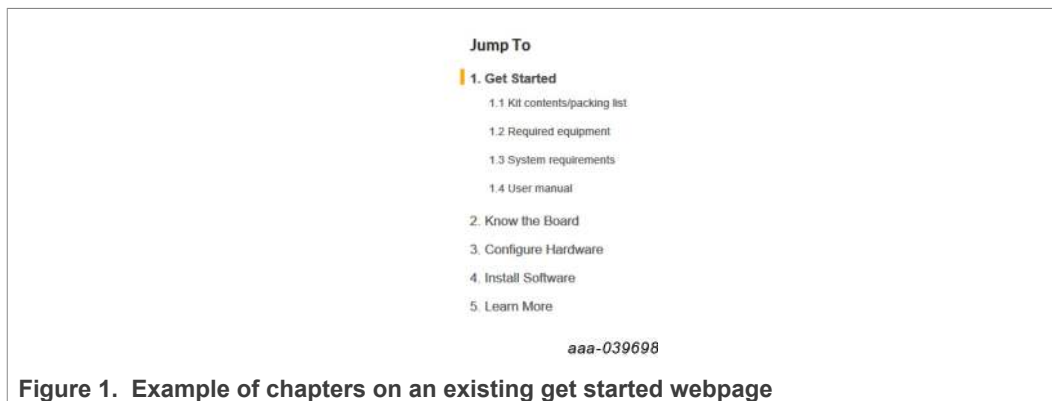 Jump To
1. Get Started
1.1 Kit contents/packing list
1.2 Required equipment
1.3 System requirements
1.4 User manual
2. Know the Board
3. Configure Hardware
4. Install Software
5. Learn More
aaa-039698
Figure 1. Example of chapters on an existing get started webpage